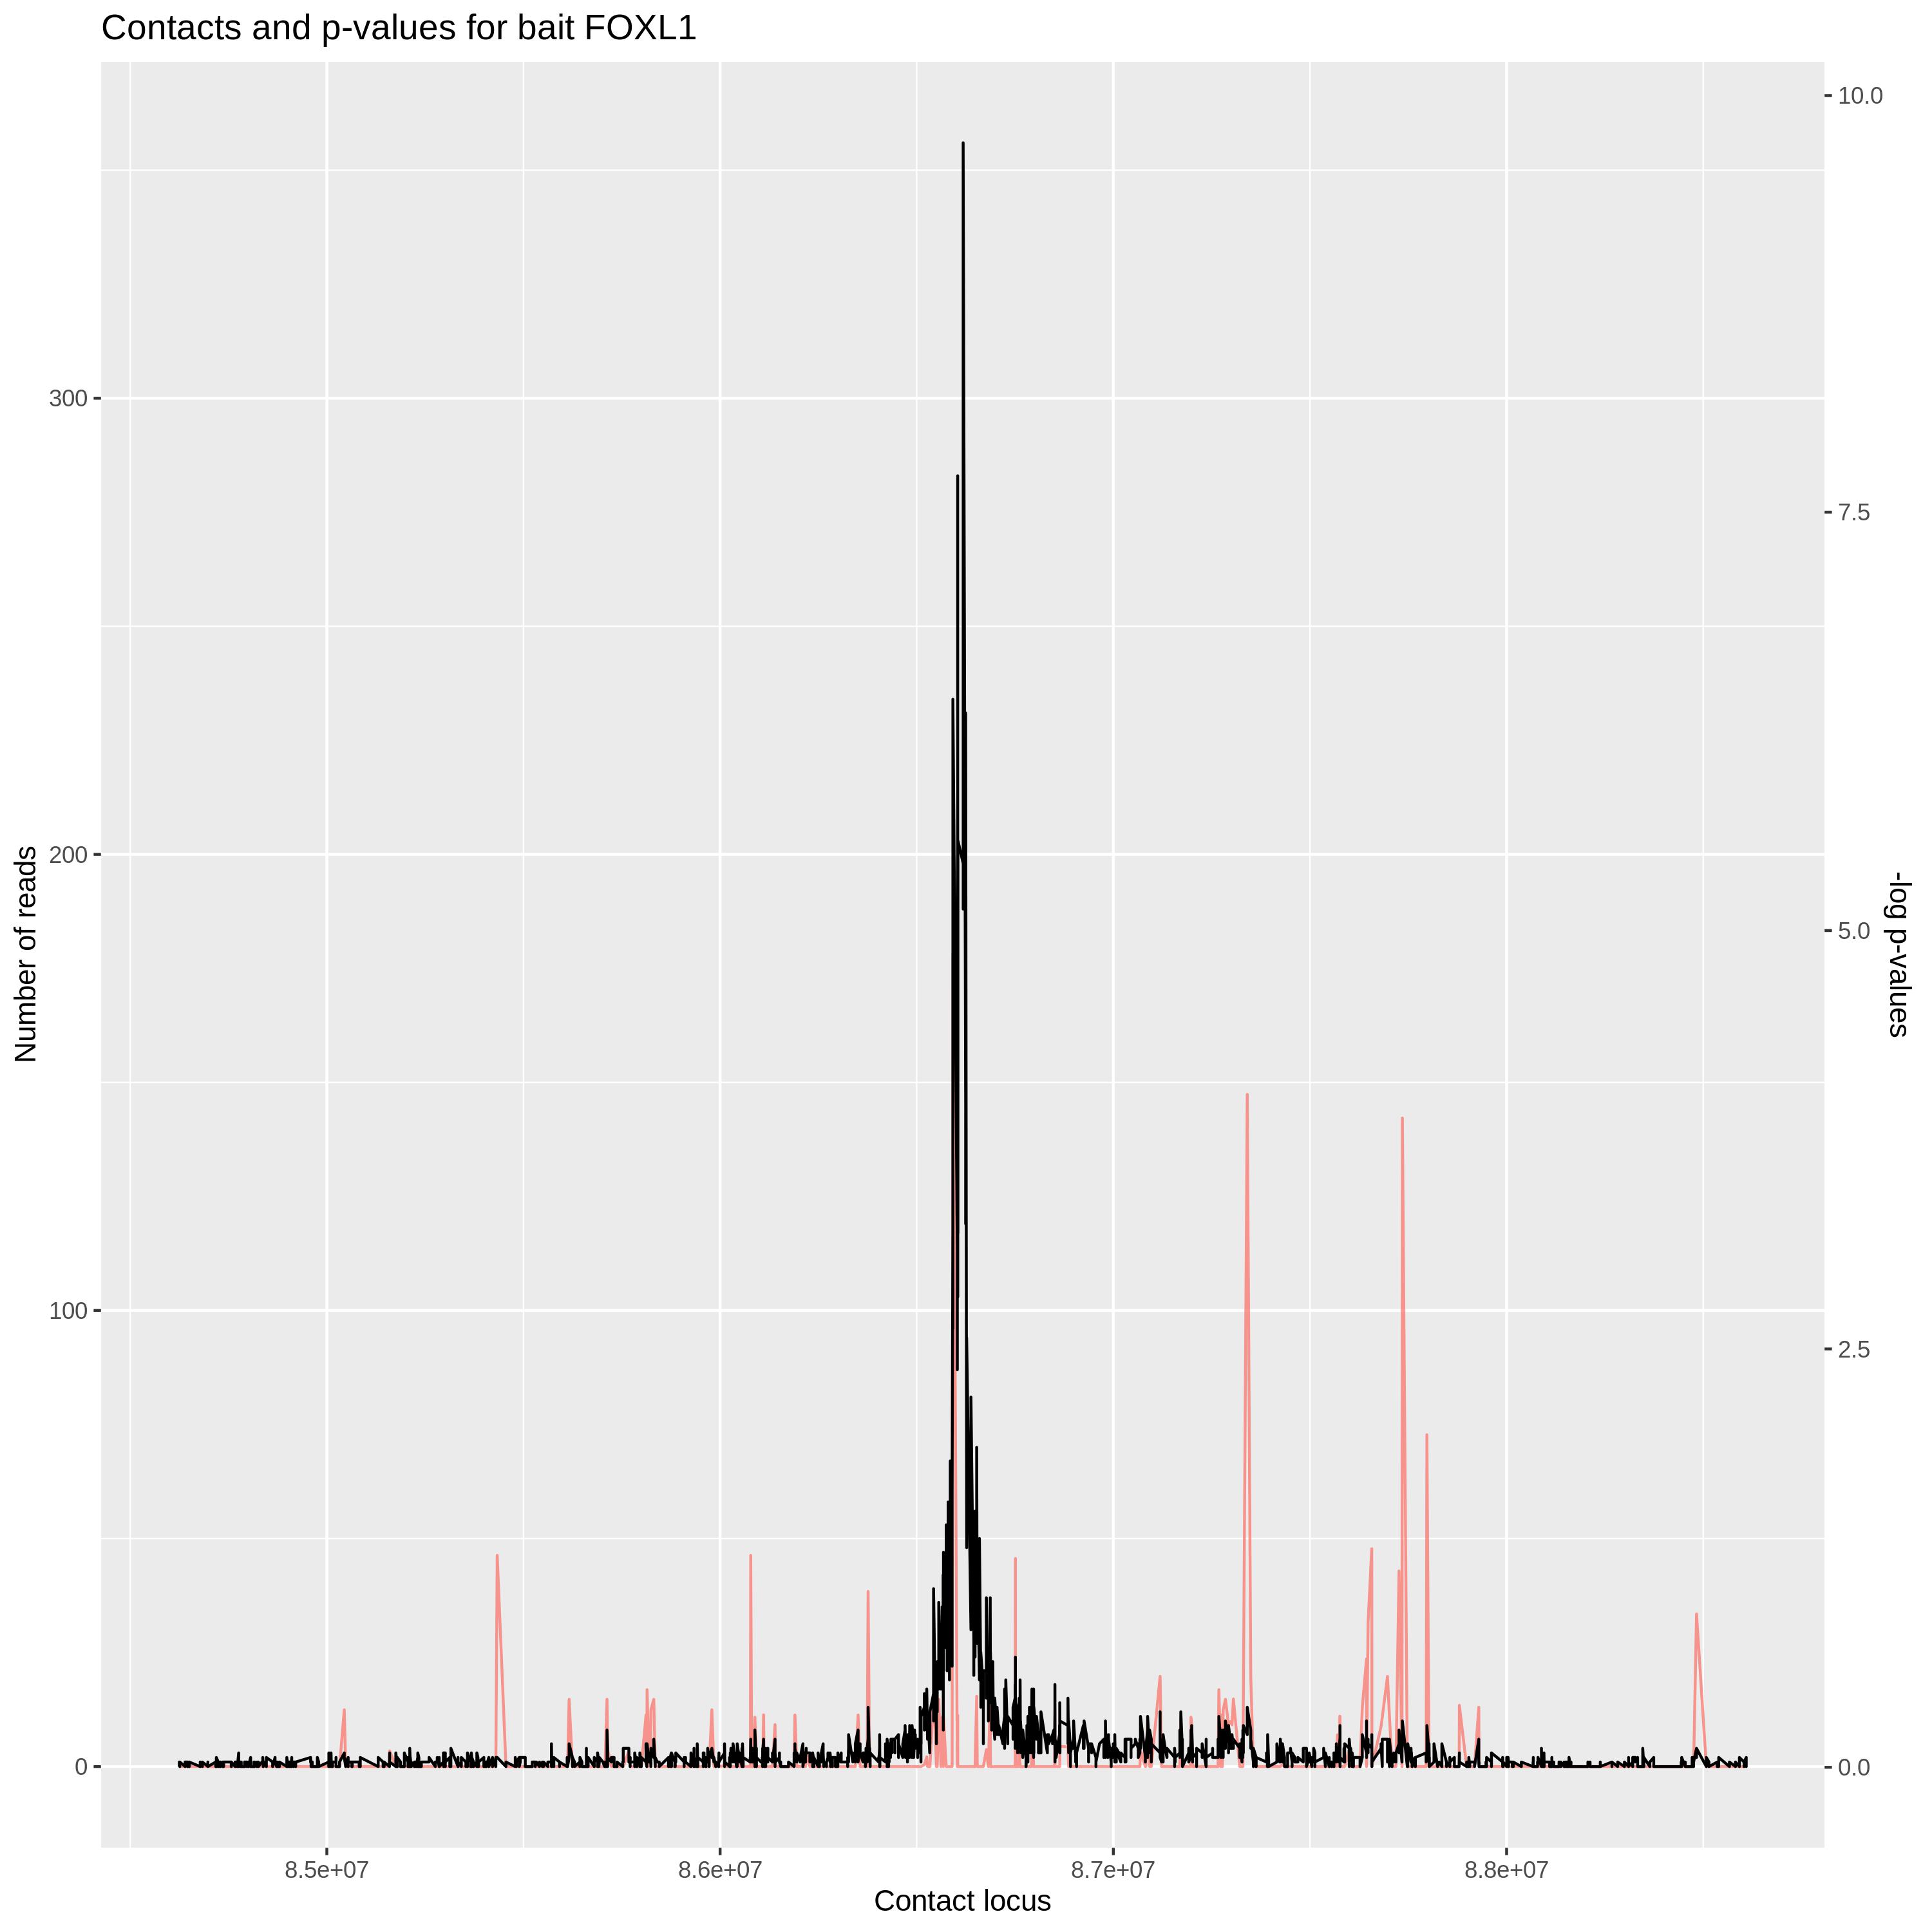 Contacts and p-values for bait FOXL1
Number of reads
300
200
100
0
10.0
7.5
5.0
2.5
0.0
-log p-values
8.5e+07 8.6e+07 8.7e+07 8.8e+07
Contact locus